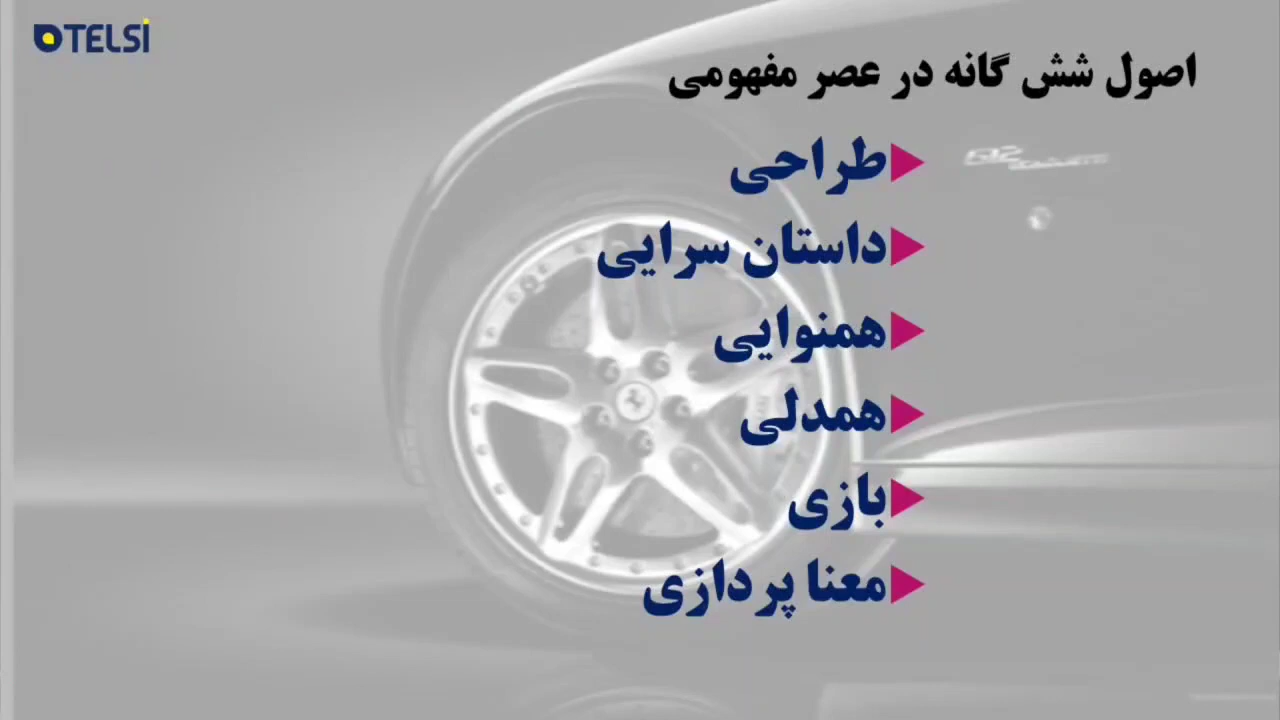 TELSI
اصول شش گانه در عصر مفهومی
طراحی
داستان سرایی
همنوایی
همدلی
بازی
معنا پردازی